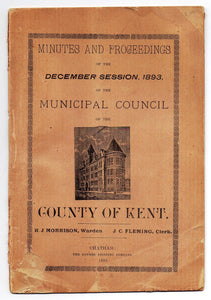 MINUTES AND PROCEEDINGS
OF THE
DECEMBER SESSION, 1893,
OF THE
MUNICIPAL COUNCIL
OF THE
COUNTY OF KENT.
R J MORRISON, Warden J C FLEMING, Clerk.
CHATHAM:
THE BANNER PRINTING COMPANY